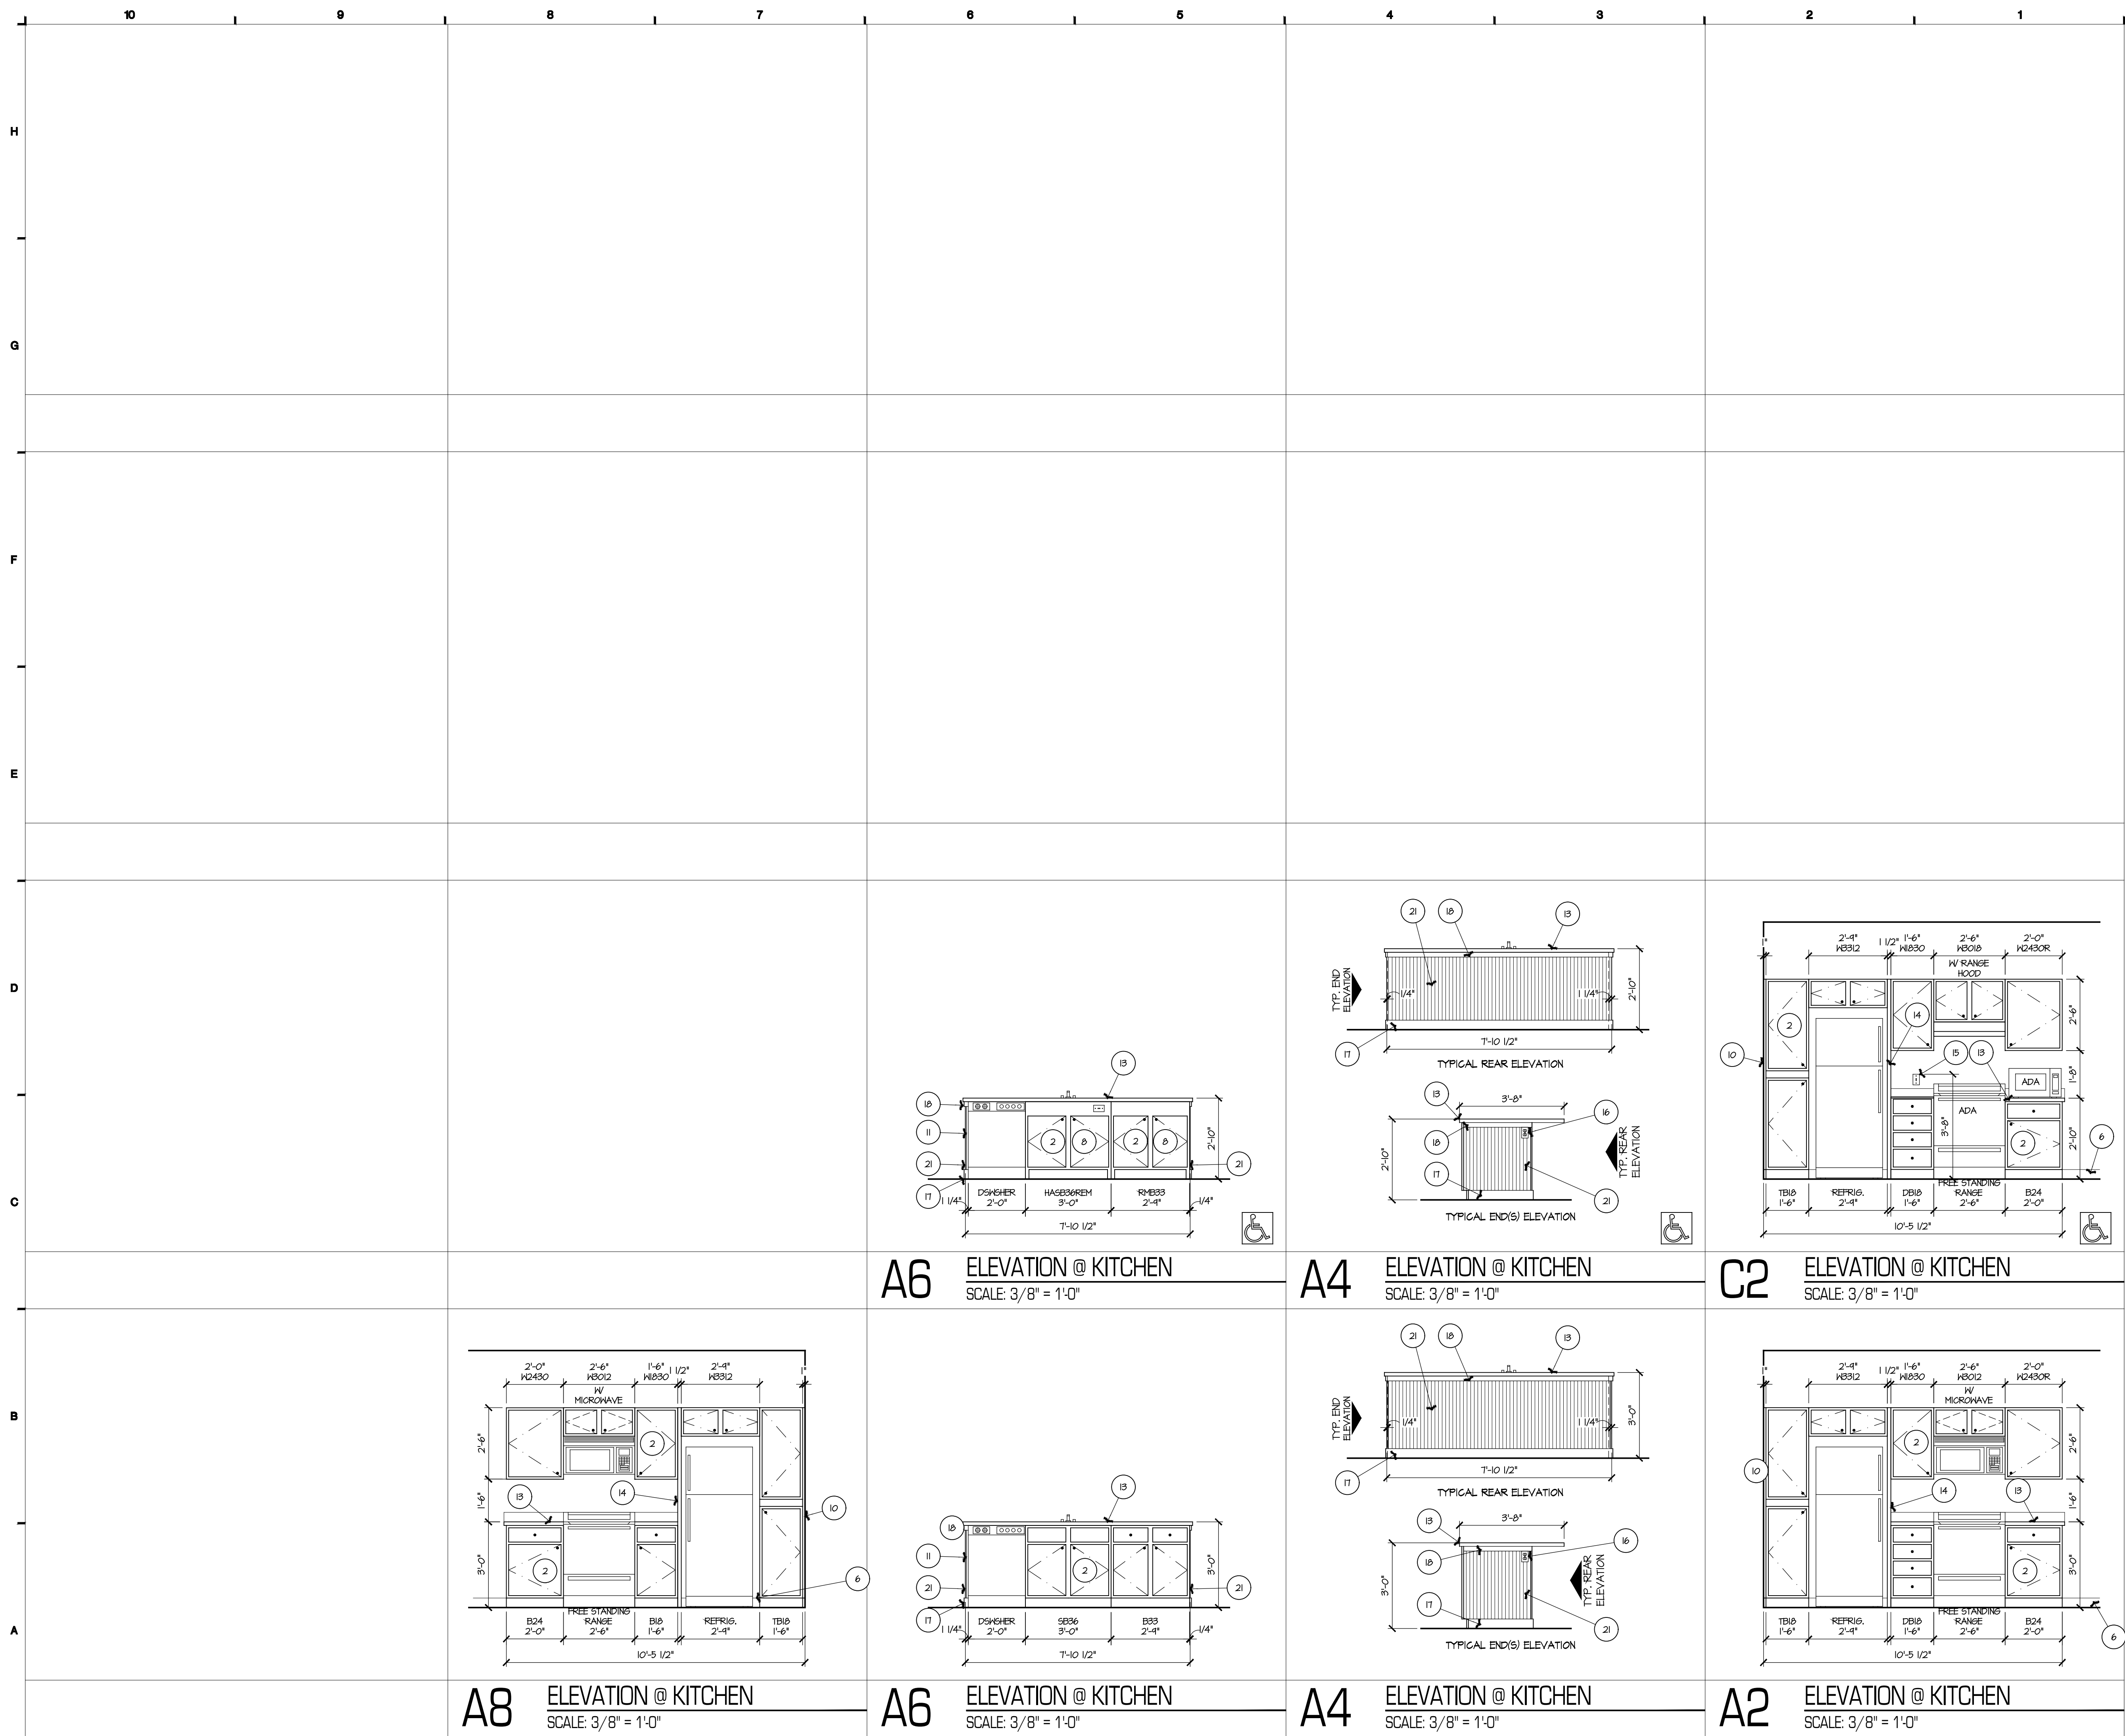 10 9 8 7 6 5 4 3 2 1
H
G
F
E
D
C
B
A
13
18
11
21
17
2
8
2
8
21
2'-10"
1 1/4"
DSWSHER
2'-0"
HASB36REM
3'-0"
RMB33
2'-9"
1/4"
7'-10 1/2"
A6
ELEVATION @ KITCHEN
SCALE: 3/8" = 1'-0"
21
18
13
TYP. END
ELEVATION
1/4"
1 1/4"
2'-10"
17
7'-10 1/2"
TYPICAL REAR ELEVATION
13
3'-8"
16
18
2'-10"
TYP. REAR
ELEVATION
17
21
TYPICAL END(S) ELEVATION
A4
ELEVATION @ KITCHEN
SCALE: 3/8" = 1'-0"
1"
2'-9"
W3312
1 1/2"
1'-6"
W1830
2'-6"
W3018
2'-0"
W2430R
W/ RANGE
HOOD
2
14
2'-6"
10
15
13
ADA
1'-8"
ADA
3'-8"
2
2'-10"
6
TB18
1'-6"
REFRIG.
2'-9"
DB18
1'-6"
FREE STANDING
RANGE
2'-6"
B24
2'-0"
10'-5 1/2"
C2
ELEVATION @ KITCHEN
SCALE: 3/8" = 1'-0"
2'-0"
W2430
2'-6"
W3012
1'-6"
W1830
1 1/2"
2'-9"
W3312
1"
W/
MICROWAVE
2'-6"
2
13
14
10
1'-6"
3'-0"
2
6
B24
2'-0"
FREE STANDING
RANGE
2'-6"
B18
1'-6"
REFRIG.
2'-9"
TB18
1'-6"
10'-5 1/2"
A8
ELEVATION @ KITCHEN
SCALE: 3/8" = 1'-0"
13
18
11
21
17
2
21
3'-0"
1 1/4"
DSWSHER
2'-0"
SB36
3'-0"
B33
2'-9"
1/4"
7'-10 1/2"
A6
ELEVATION @ KITCHEN
SCALE: 3/8" = 1'-0"
21
18
13
TYP. END
ELEVATION
1/4"
1 1/4"
3'-0"
17
7'-10 1/2"
TYPICAL REAR ELEVATION
13
3'-8"
16
18
3'-0"
TYP. REAR
ELEVATION
17
21
TYPICAL END(S) ELEVATION
A4
ELEVATION @ KITCHEN
SCALE: 3/8" = 1'-0"
1"
2'-9"
W3312
1 1/2"
1'-6"
W1830
2'-6"
W3012
2'-0"
W2430R
W/
MICROWAVE
2
2'-6"
10
14
13
1'-6"
2
3'-0"
6
TB18
1'-6"
REFRIG.
2'-9"
DB18
1'-6"
FREE STANDING
RANGE
2'-6"
B24
2'-0"
10'-5 1/2"
A2
ELEVATION @ KITCHEN
SCALE: 3/8" = 1'-0"